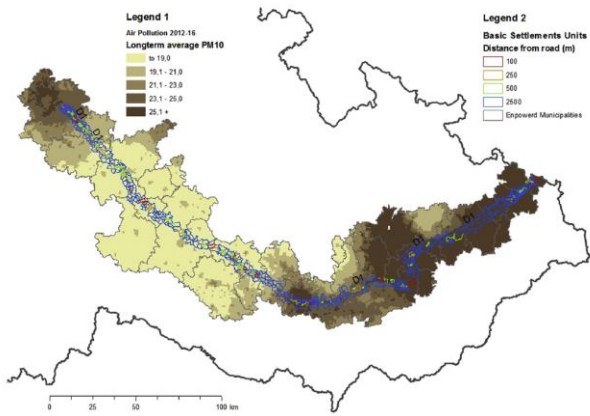 Legend 1
Air Pollution 2012-16
Longterm average PM10
to 19,0
19,1 - 21,0
21,1 - 23,0
23,1 - 25,0
25,1 +
Legend 2
Basic Settlements Units
Distance from road (m)
100
250
500
2500
Enpowerd Municipalities
D1
D1
D1
D1
D1
0 25 50 100 km